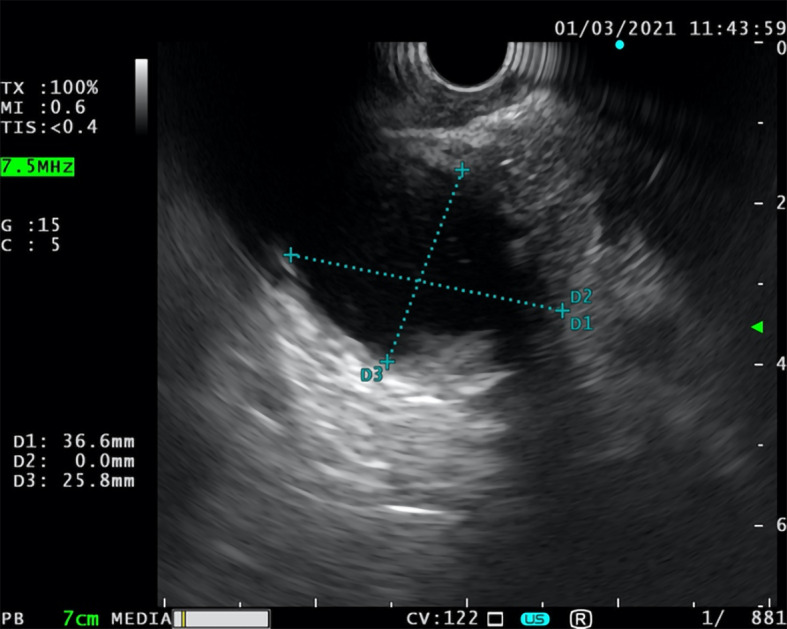 01/03/2021 11:43:59
0
TX :100%
MI :0.6
TIS:<0.4
7.5MHz
2
G :15
C : 5
D2
D1
4
D3
D1: 36.6mm
D2: 0.0mm
D3: 25.8mm
6
PB 7cm MEDIA CV:122 US R 1/ 881